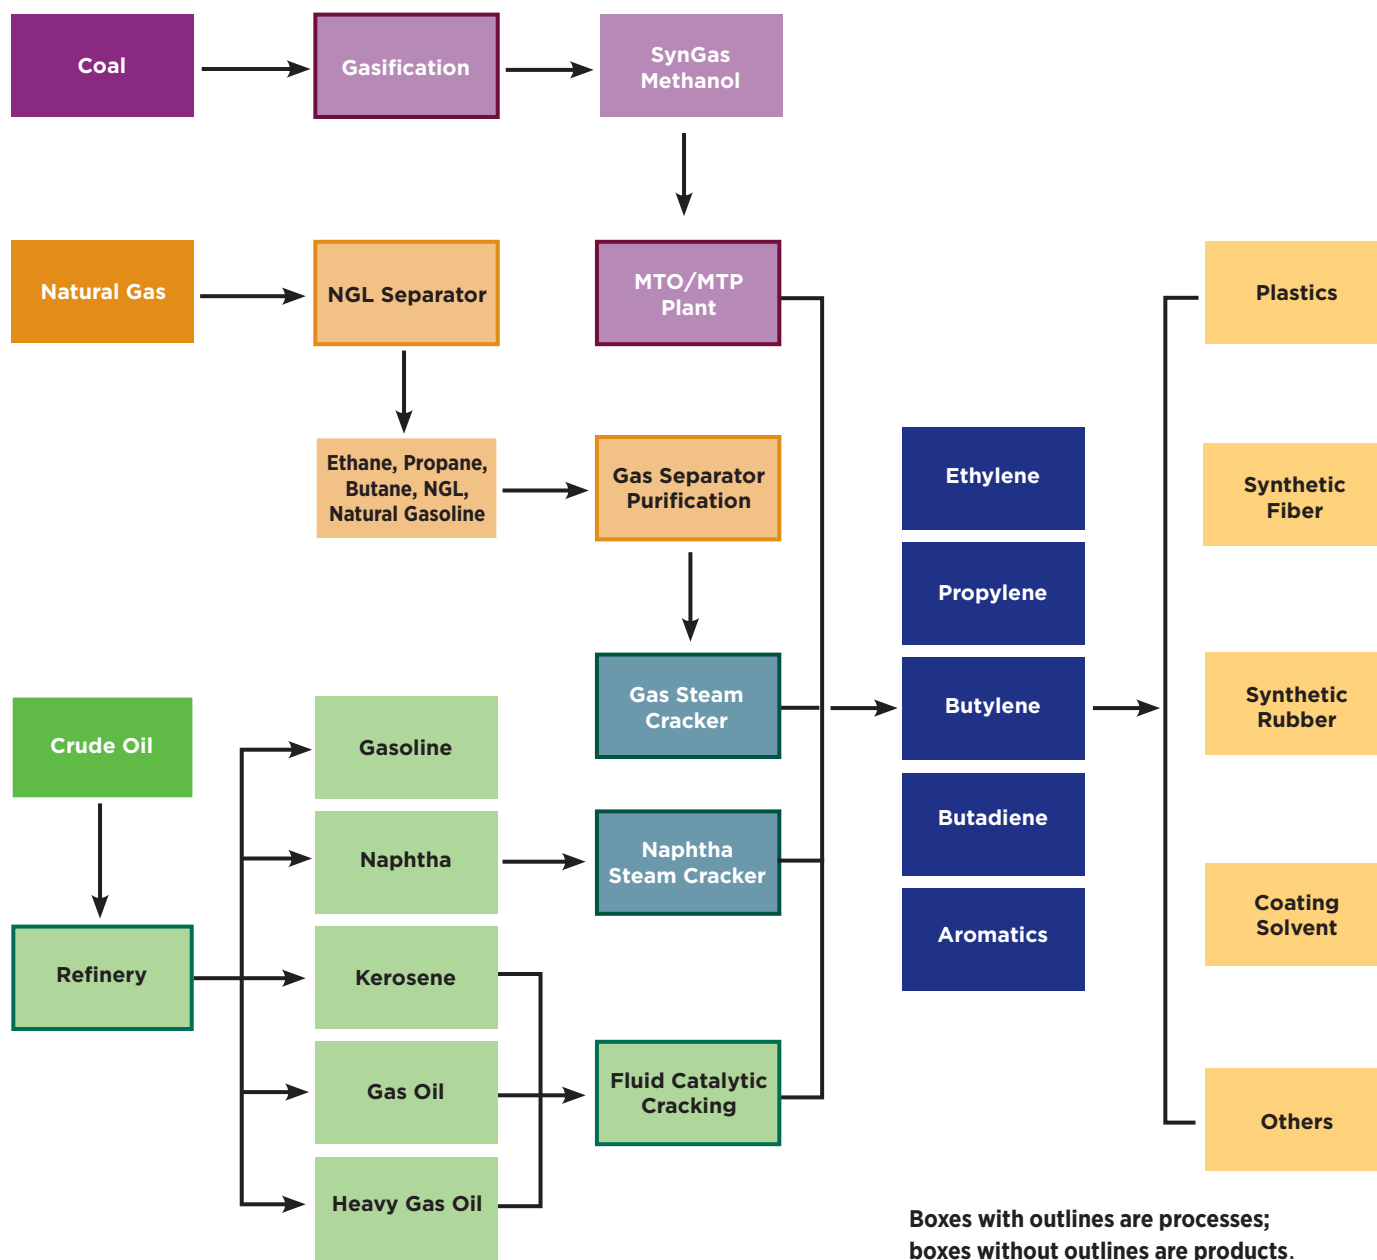 Coal
Gasification
SynGas
Methanol
Natural Gas
NGL Separator
MTO/MTP
Plant
Plastics
Ethane, Propane,
Butane, NGL,
Natural Gasoline
Gas Separator
Purification
Ethylene
Synthetic
Fiber
Propylene
Crude Oil
Gasoline
Gas Steam
Cracker
Butylene
Synthetic
Rubber
Naphtha
Naphtha
Steam Cracker
Butadiene
Refinery
Kerosene
Aromatics
Coating
Solvent
Gas Oil
Fluid Catalytic
Cracking
Others
Heavy Gas Oil
Boxes with outlines are processes;
boxes without outlines are products.